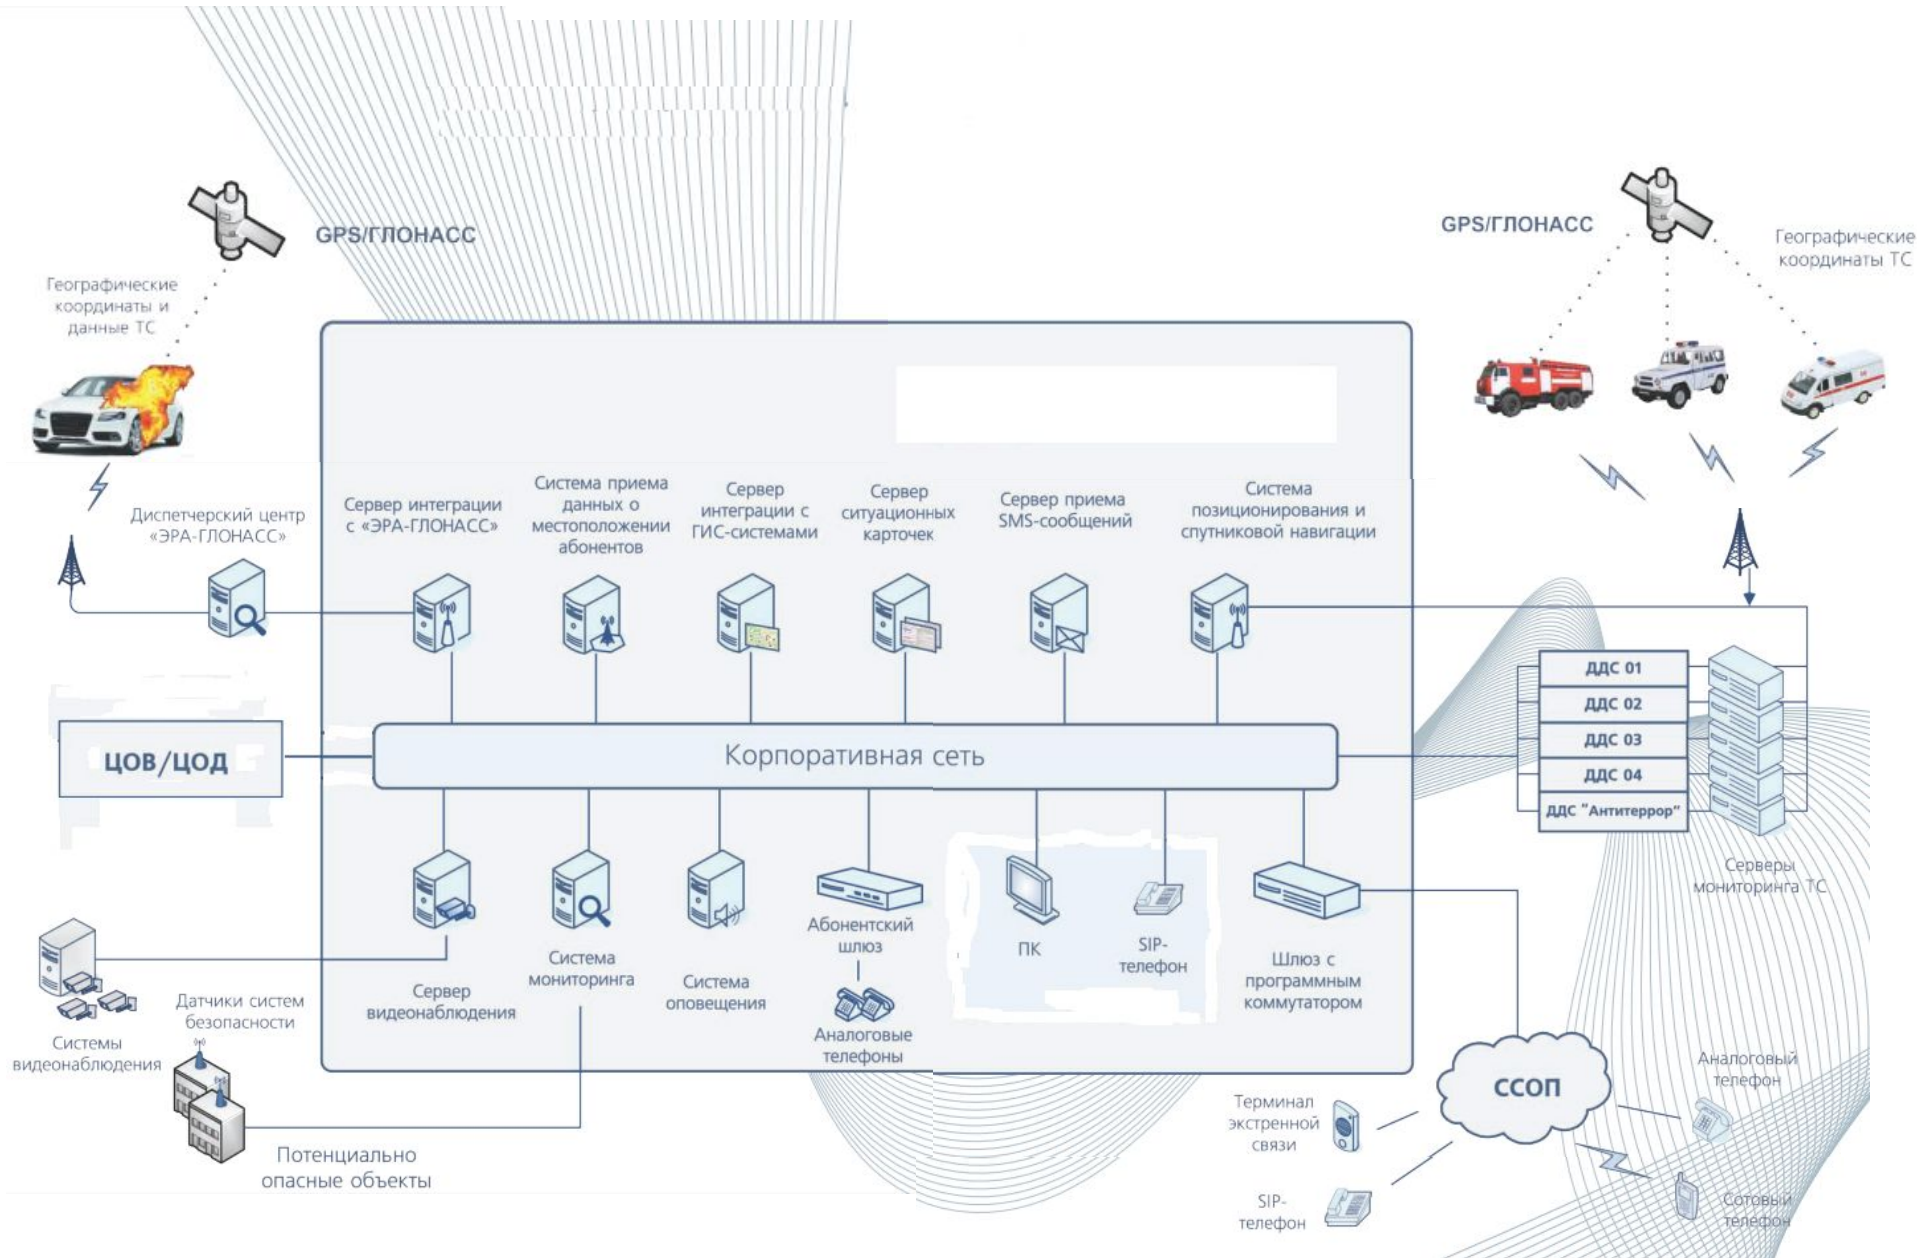 GPS/ГЛОНАСС
Географические
координаты и
данные ТС
GPS/ГЛОНАСС
Географические
координаты ТС
Диспетчерский центр
«ЭРА-ГЛОНАСС»
Сервер интеграции
с «ЭРА-ГЛОНАСС»
Система приема
данных о
местоположении
абонентов
Сервер
интеграции с
ГИС-системами
Сервер
ситуационных
карточек
Сервер приема
SMS-сообщений
Система
позиционирования и
спутниковой навигации
ЦОВ/ЦОД
Корпоративная сеть
ДДС 01
ДДС 02
ДДС 03
ДДС 04
ДДС "Антитеррор"
Серверы
мониторинга ТС
Сервер
видеонаблюдения
Система
мониторинга
Система
оповещения
Абонентский
шлюз
Аналоговые
телефоны
ПК
SIP-
телефон
Шлюз с
программным
коммутатором
Системы
видеонаблюдения
Датчики систем
безопасности
Потенциально
опасные объекты
ССОП
Терминал
экстренной
связи
SIP-
телефон
Аналоговый
телефон
Сотовый
телефон